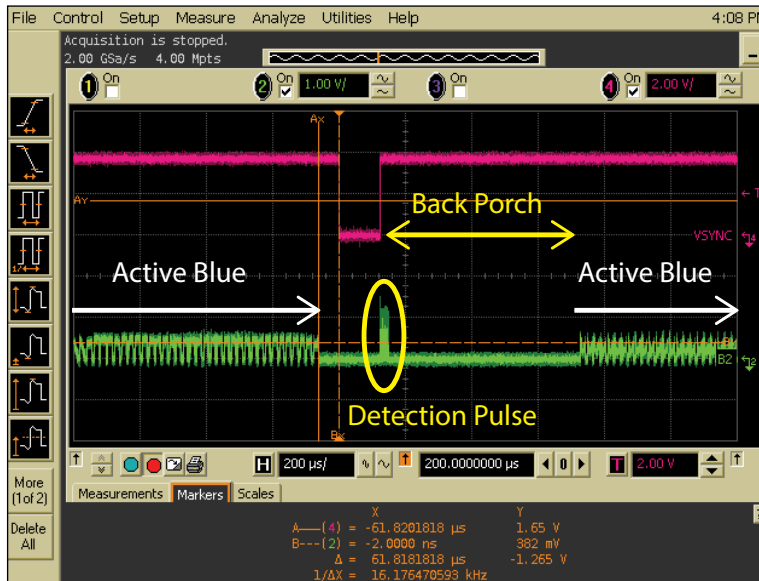 File Control Setup Measure Analyze Utilities Help 4:08 PM
Acquisition is stopped.
2.00 GSa/s 4.00 Mpts
1 On 2 On 1.00 V/ 3 On 4 On 2.00 V/
Ax
Ay
Back Porch
T
VSYNC 4
Active Blue Active Blue
B2 2
Detection Pulse
Bx
H 200 µs/ 200.0000000 µs 0 T 2.00 V
More
(1 of 2)
Delete
All
Measurements Markers Scales
X Y
A——(4) = -61.8201818 µs 1.65 V
B---(2) = -2.0000 ns 382 mV
Δ = 61.8181818 µs -1.265 V
1/ΔX = 16.176470593 kHz